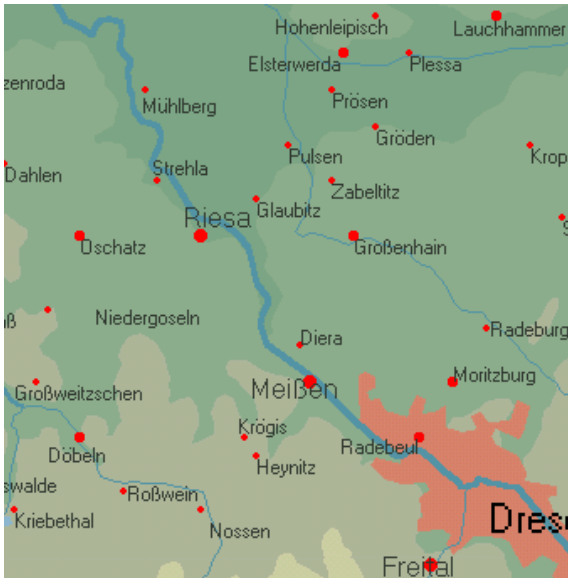 Hohenleipisch
Lauchhammer
Elsterwerda
Plessa
zenroda
Mühlberg
Prösen
Gröden
Pulsen
Krop
Dahlen
Strehla
Zabeltitz
Glaubitz
Riesa
Oschatz
Großenhain
Niedergoseln
Radeburg
Diera
Meißen
Moritzburg
Großweitzschen
Krögis
Radebeul
Döbeln
Heynitz
swalde
Roßwein
Kriebethal
Nossen
Dres
Freital